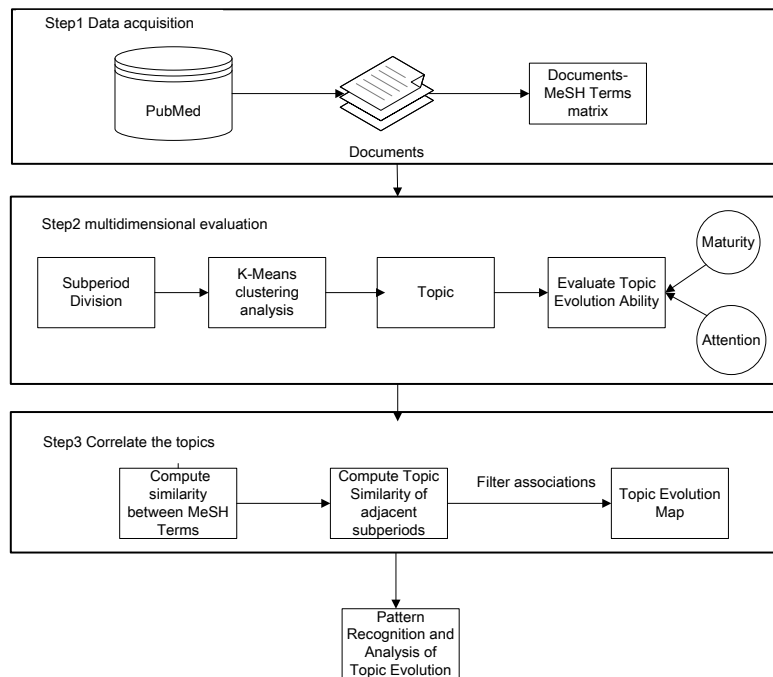 Step1 Data acquisition
PubMed
Documents
Documents-
MeSH Terms
matrix
Step2 multidimensional evaluation
Subperiod
Division
K-Means
clustering
analysis
Topic
Evaluate Topic
Evolution Ability
Maturity
Attention
Step3 Correlate the topics
Compute
similarity
between MeSH
Terms
Compute Topic
Similarity of
adjacent
subperiods
Filter associations
Topic Evolution
Map
Pattern
Recognition and
Analysis of
Topic Evolution